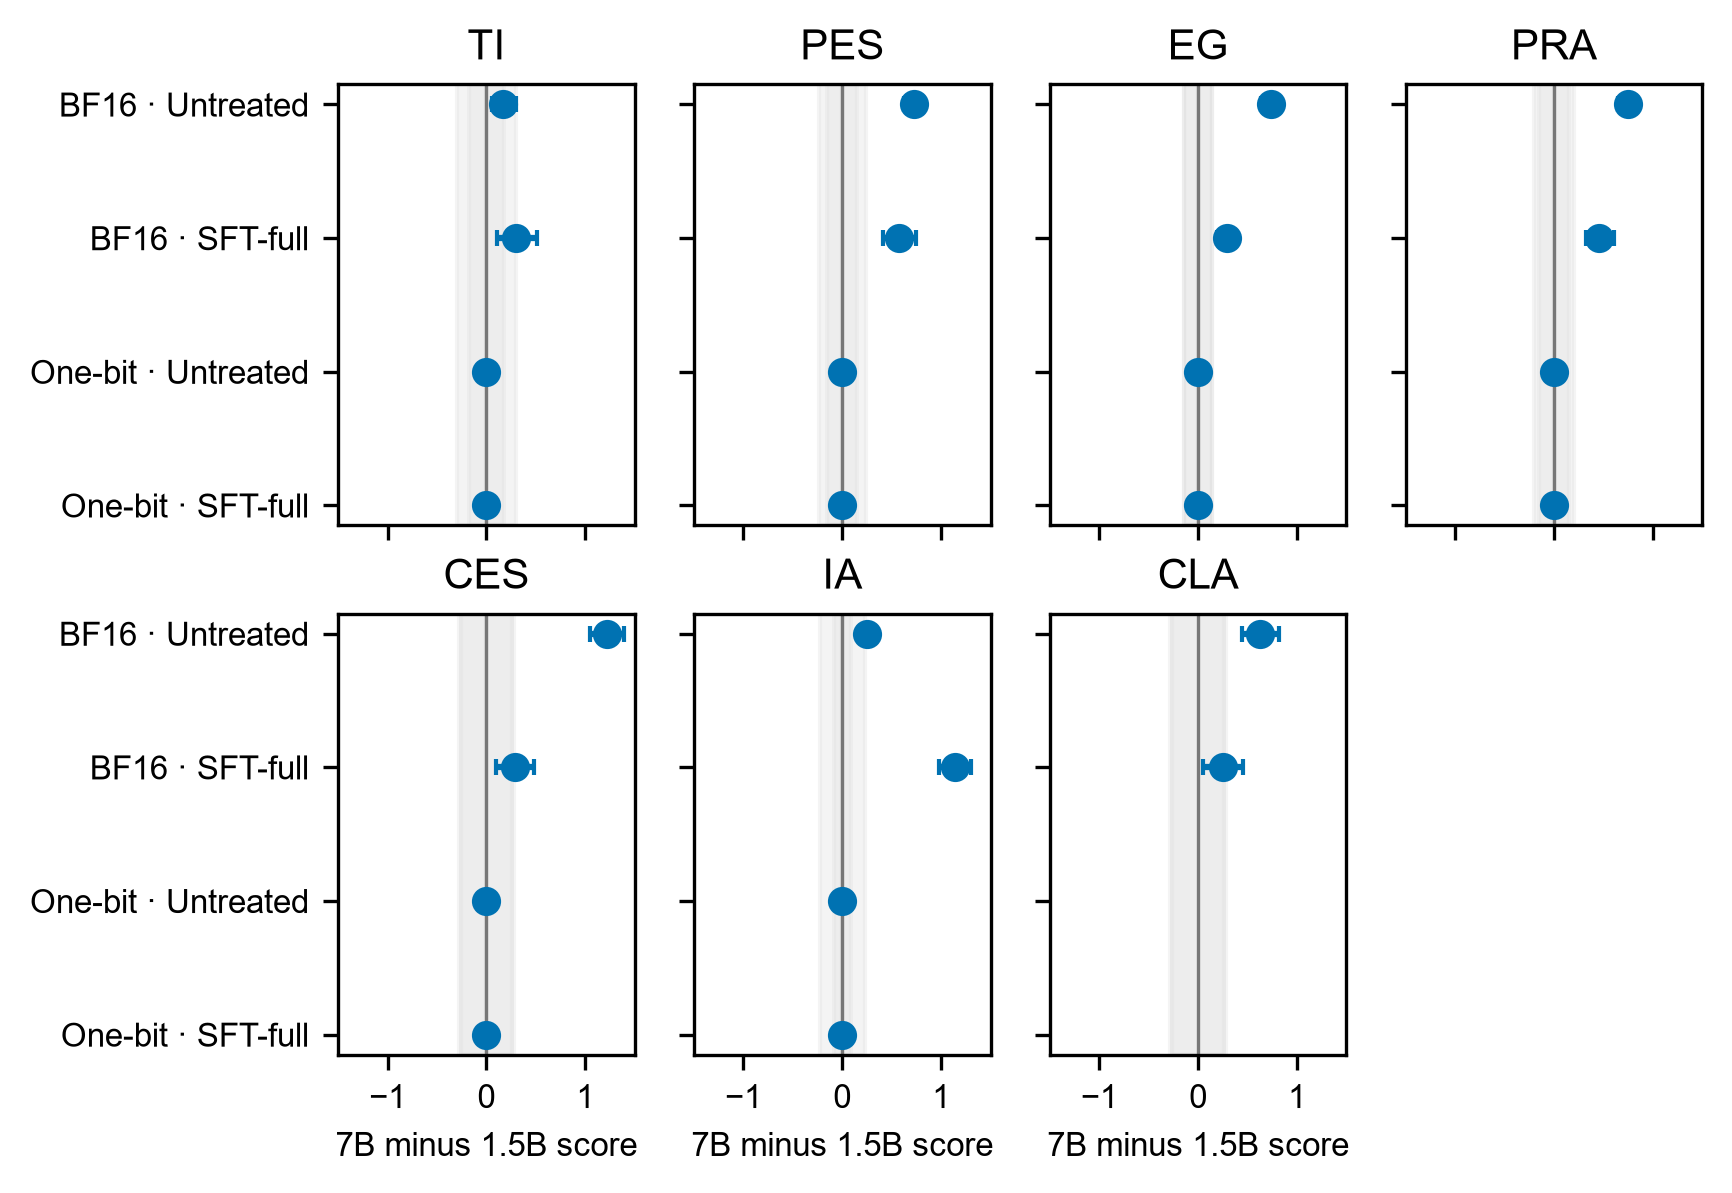 TI
PES
EG
PRA
BF16 · Untreated
BF16 · SFT-full
One-bit · Untreated
One-bit · SFT-full
CES
IA
CLA
BF16 · Untreated
BF16 · SFT-full
One-bit · Untreated
One-bit · SFT-full
−1 0 1
−1 0 1
−1 0 1
7B minus 1.5B score
7B minus 1.5B score
7B minus 1.5B score